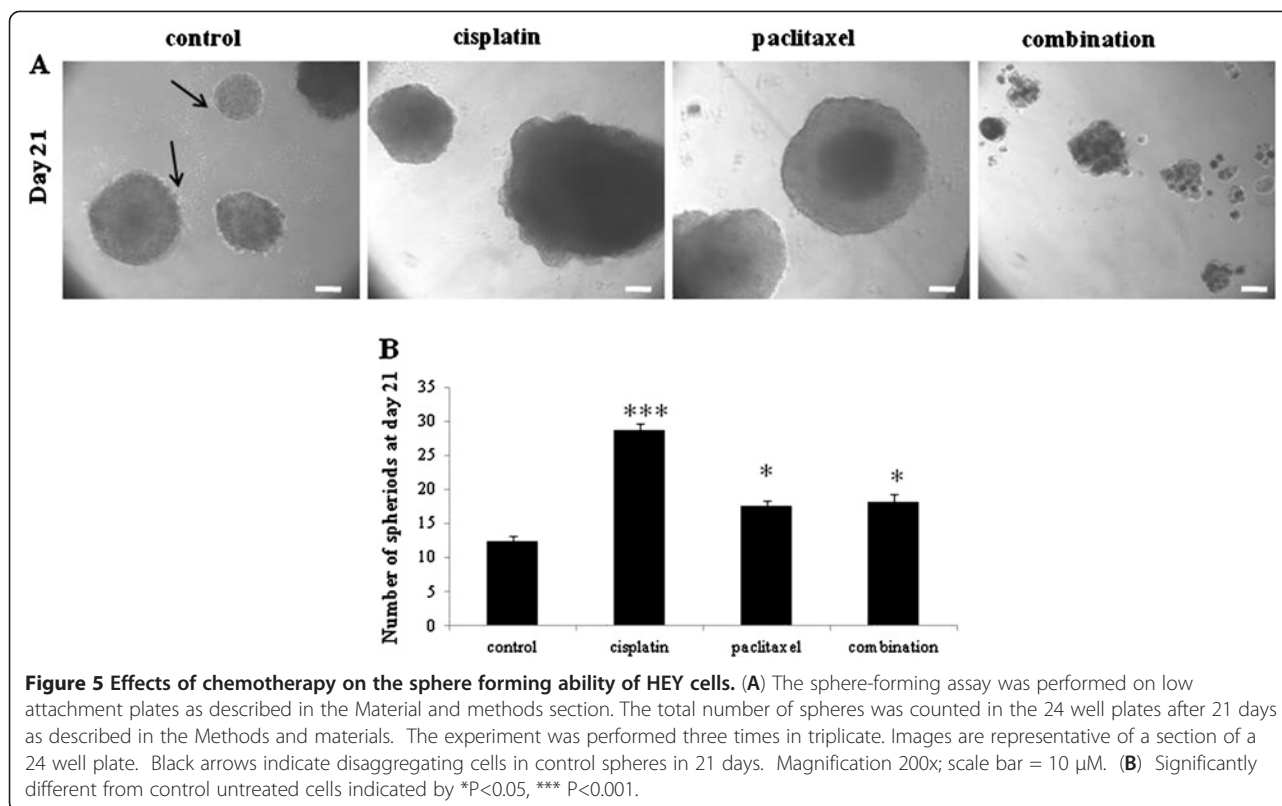 control cisplatin paclitaxel combination
A
Day 21
B
Number of spheriods at day 21
35
30
25
20
15
10
5
0
***
*
*
control cisplatin paclitaxel combination
Figure 5 Effects of chemotherapy on the sphere forming ability of HEY cells. (A) The sphere-forming assay was performed on low
attachment plates as described in the Material and methods section. The total number of spheres was counted in the 24 well plates after 21 days
as described in the Methods and materials. The experiment was performed three times in triplicate. Images are representative of a section of a
24 well plate. Black arrows indicate disaggregating cells in control spheres in 21 days. Magnification 200x; scale bar = 10 μM. (B) Significantly
different from control untreated cells indicated by *P<0.05, *** P<0.001.